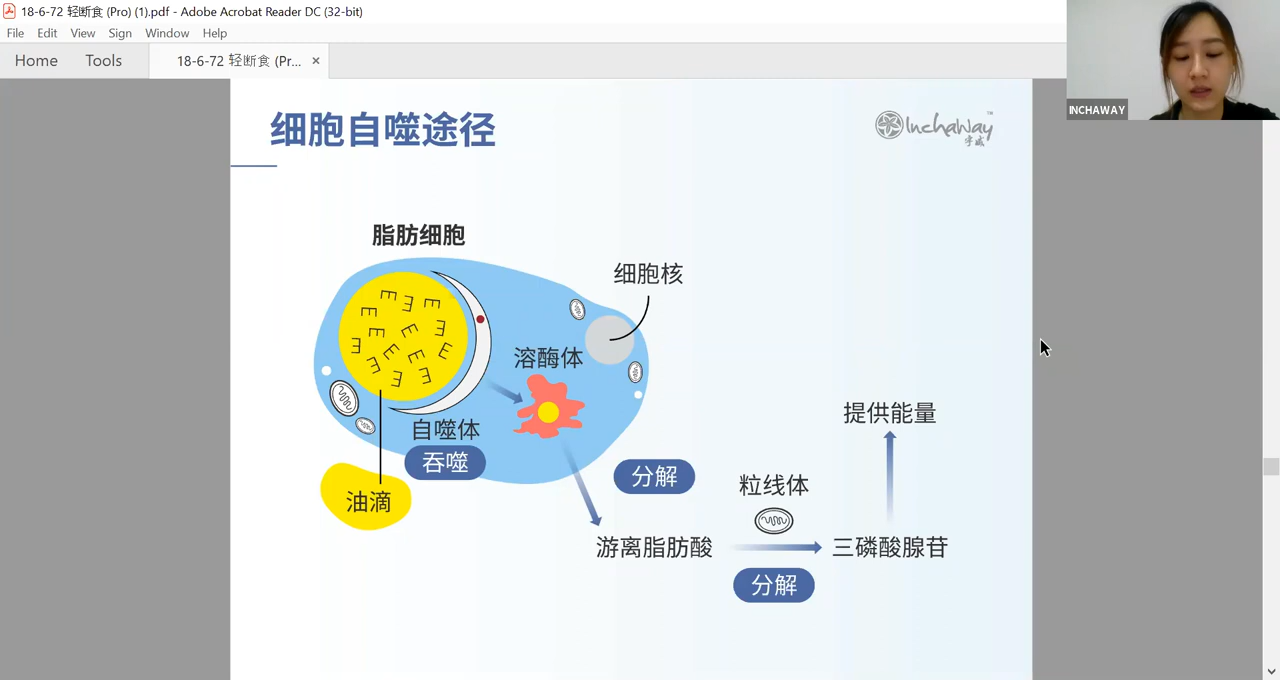 18-6-72 轻断食 (Pro) (1).pdf - Adobe Acrobat Reader DC (32-bit)
File Edit View Sign Window Help
Home Tools 18-6-72 轻断食 (Pr... ×
INCHAWAY
细胞自噬途径
InchaWay™
宇威
脂肪细胞
细胞核
溶酶体
自噬体
吞噬
油滴
分解
提供能量
粒线体
游离脂肪酸
三磷酸腺苷
分解